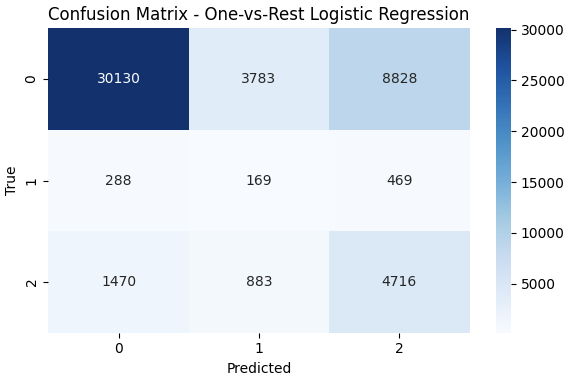 Confusion Matrix - One-vs-Rest Logistic Regression
0 30130 3783 8828
1 288 169 469
2 1470 883 4716
0 1 2
True
Predicted
30000
25000
20000
15000
10000
5000